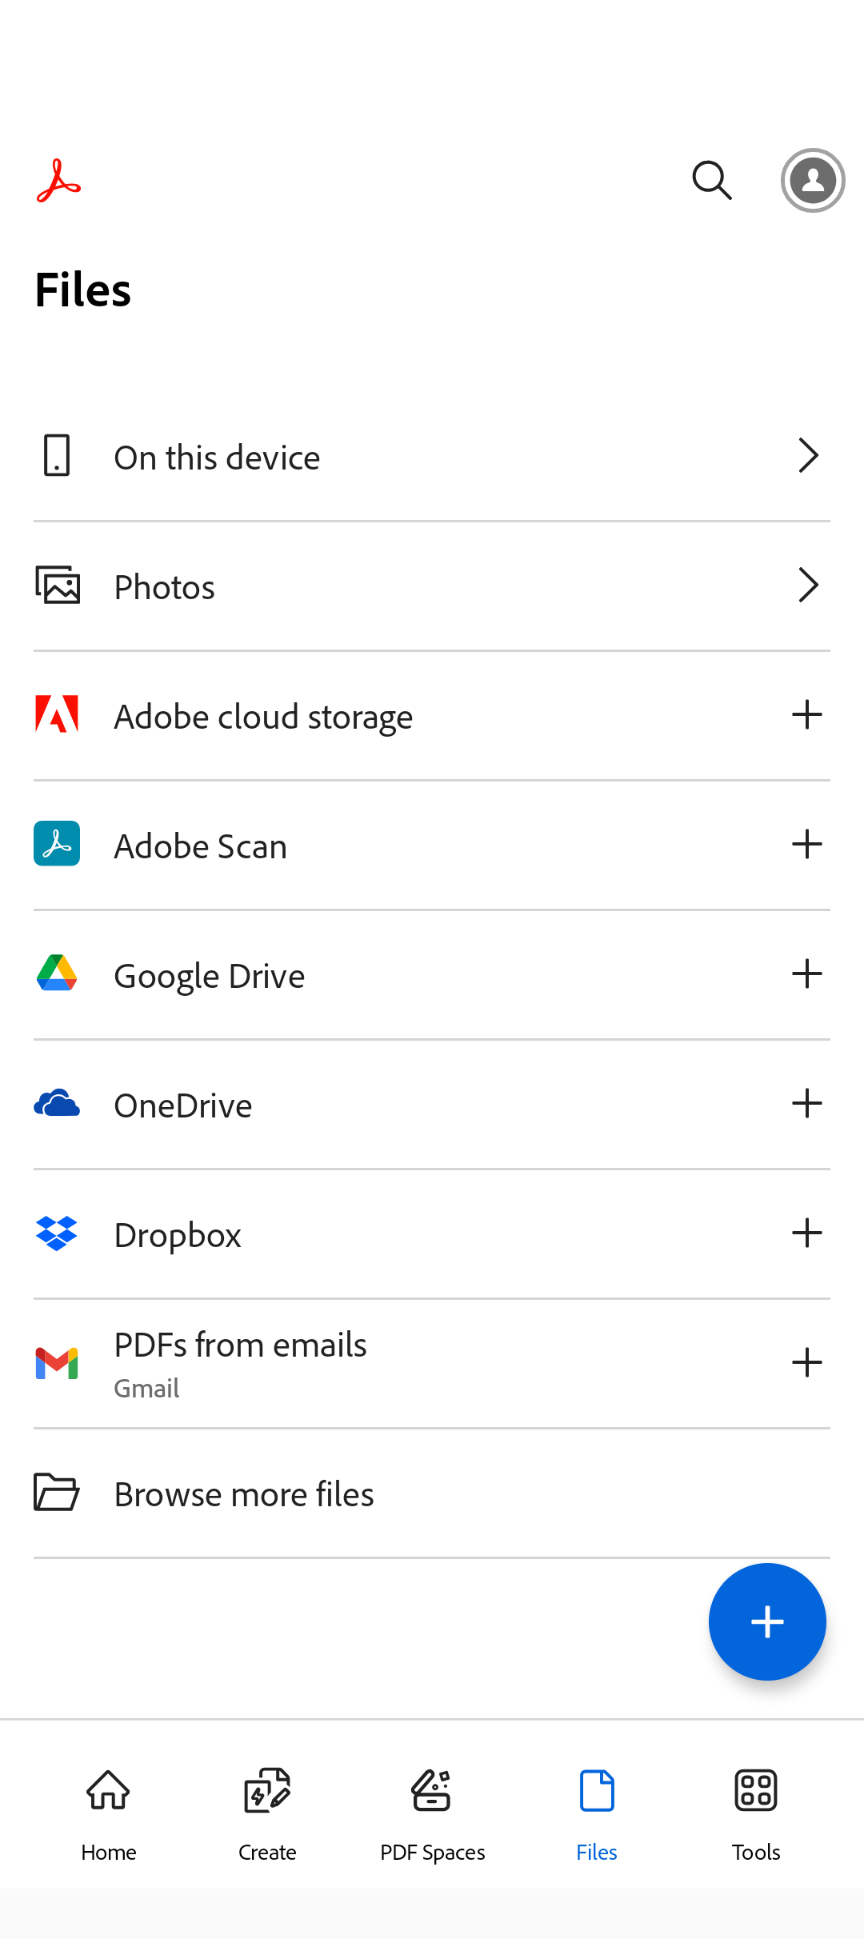 Files
On this device
Photos
Adobe cloud storage
Adobe Scan
Google Drive
OneDrive
Dropbox
PDFs from emails
Gmail
Browse more files
Home
Create
PDF Spaces
Files
Tools